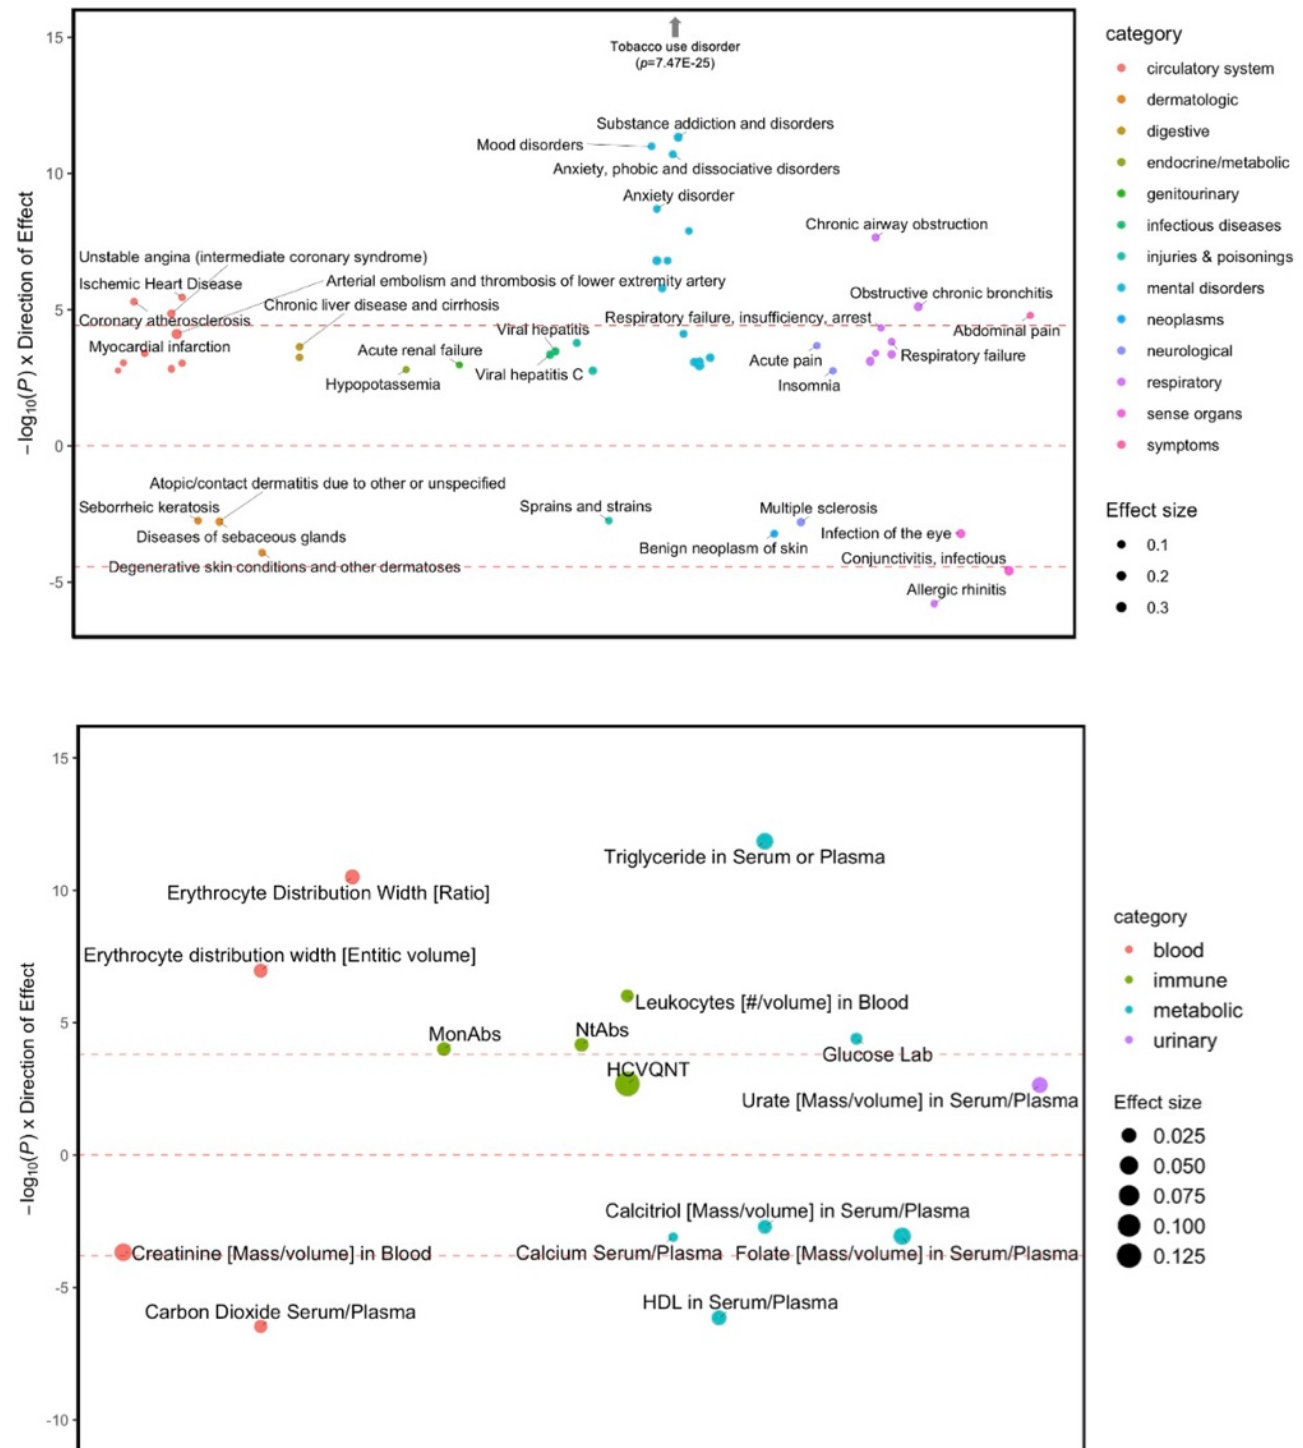 15
Tobacco use disorder
(p=7.47E-25)
Substance addiction and disorders
Mood disorders
10
Anxiety, phobic and dissociative disorders
Anxiety disorder
Chronic airway obstruction
Unstable angina (intermediate coronary syndrome)
Ischemic Heart Disease
Arterial embolism and thrombosis of lower extremity artery
Chronic liver disease and cirrhosis
Obstructive chronic bronchitis
5
Coronary atherosclerosis
Respiratory failure, insufficiency, arrest
Viral hepatitis
Abdominal pain
Myocardial infarction
Acute renal failure
Acute pain
Respiratory failure
Hypopotassemia
Viral hepatitis C
Insomnia
0
Atopic/contact dermatitis due to other or unspecified
Seborrheic keratosis
Sprains and strains
Multiple sclerosis
Diseases of sebaceous glands
Benign neoplasm of skin
Infection of the eye
Degenerative skin conditions and other dermatoses
Conjunctivitis, infectious
-5
Allergic rhinitis
−log10(P) x Direction of Effect
category
circulatory system
dermatologic
digestive
endocrine/metabolic
genitourinary
infectious diseases
injuries & poisonings
mental disorders
neoplasms
neurological
respiratory
sense organs
symptoms
Effect size
0.1
0.2
0.3
15
Triglyceride in Serum or Plasma
10
Erythrocyte Distribution Width [Ratio]
Erythrocyte distribution width [Entitic volume]
Leukocytes [#/volume] in Blood
5
MonAbs
NtAbs
Glucose Lab
HCVQNT
Urate [Mass/volume] in Serum/Plasma
0
Calcitriol [Mass/volume] in Serum/Plasma
Creatinine [Mass/volume] in Blood
Calcium Serum/Plasma
Folate [Mass/volume] in Serum/Plasma
-5
HDL in Serum/Plasma
Carbon Dioxide Serum/Plasma
-10
−log10(P) x Direction of Effect
category
blood
immune
metabolic
urinary
Effect size
0.025
0.050
0.075
0.100
0.125